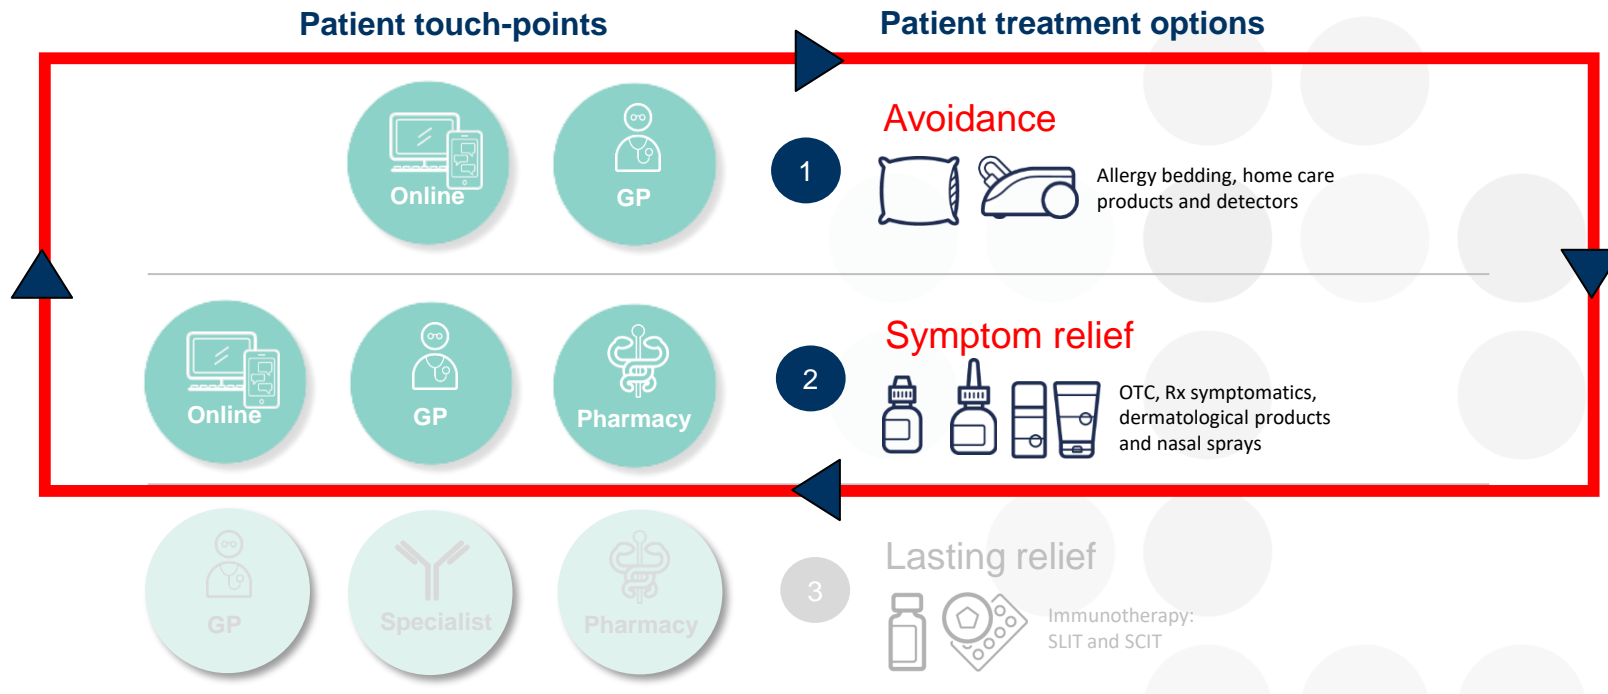 Patient touch-points
Patient treatment options
Online
GP
1
Avoidance
Allergy bedding, home care
products and detectors
Online
GP
Pharmacy
2
Symptom relief
OTC, Rx symptomatics,
dermatological products
and nasal sprays
GP
Specialist
Pharmacy
3
Lasting relief
Immunotherapy:
SLIT and SCIT